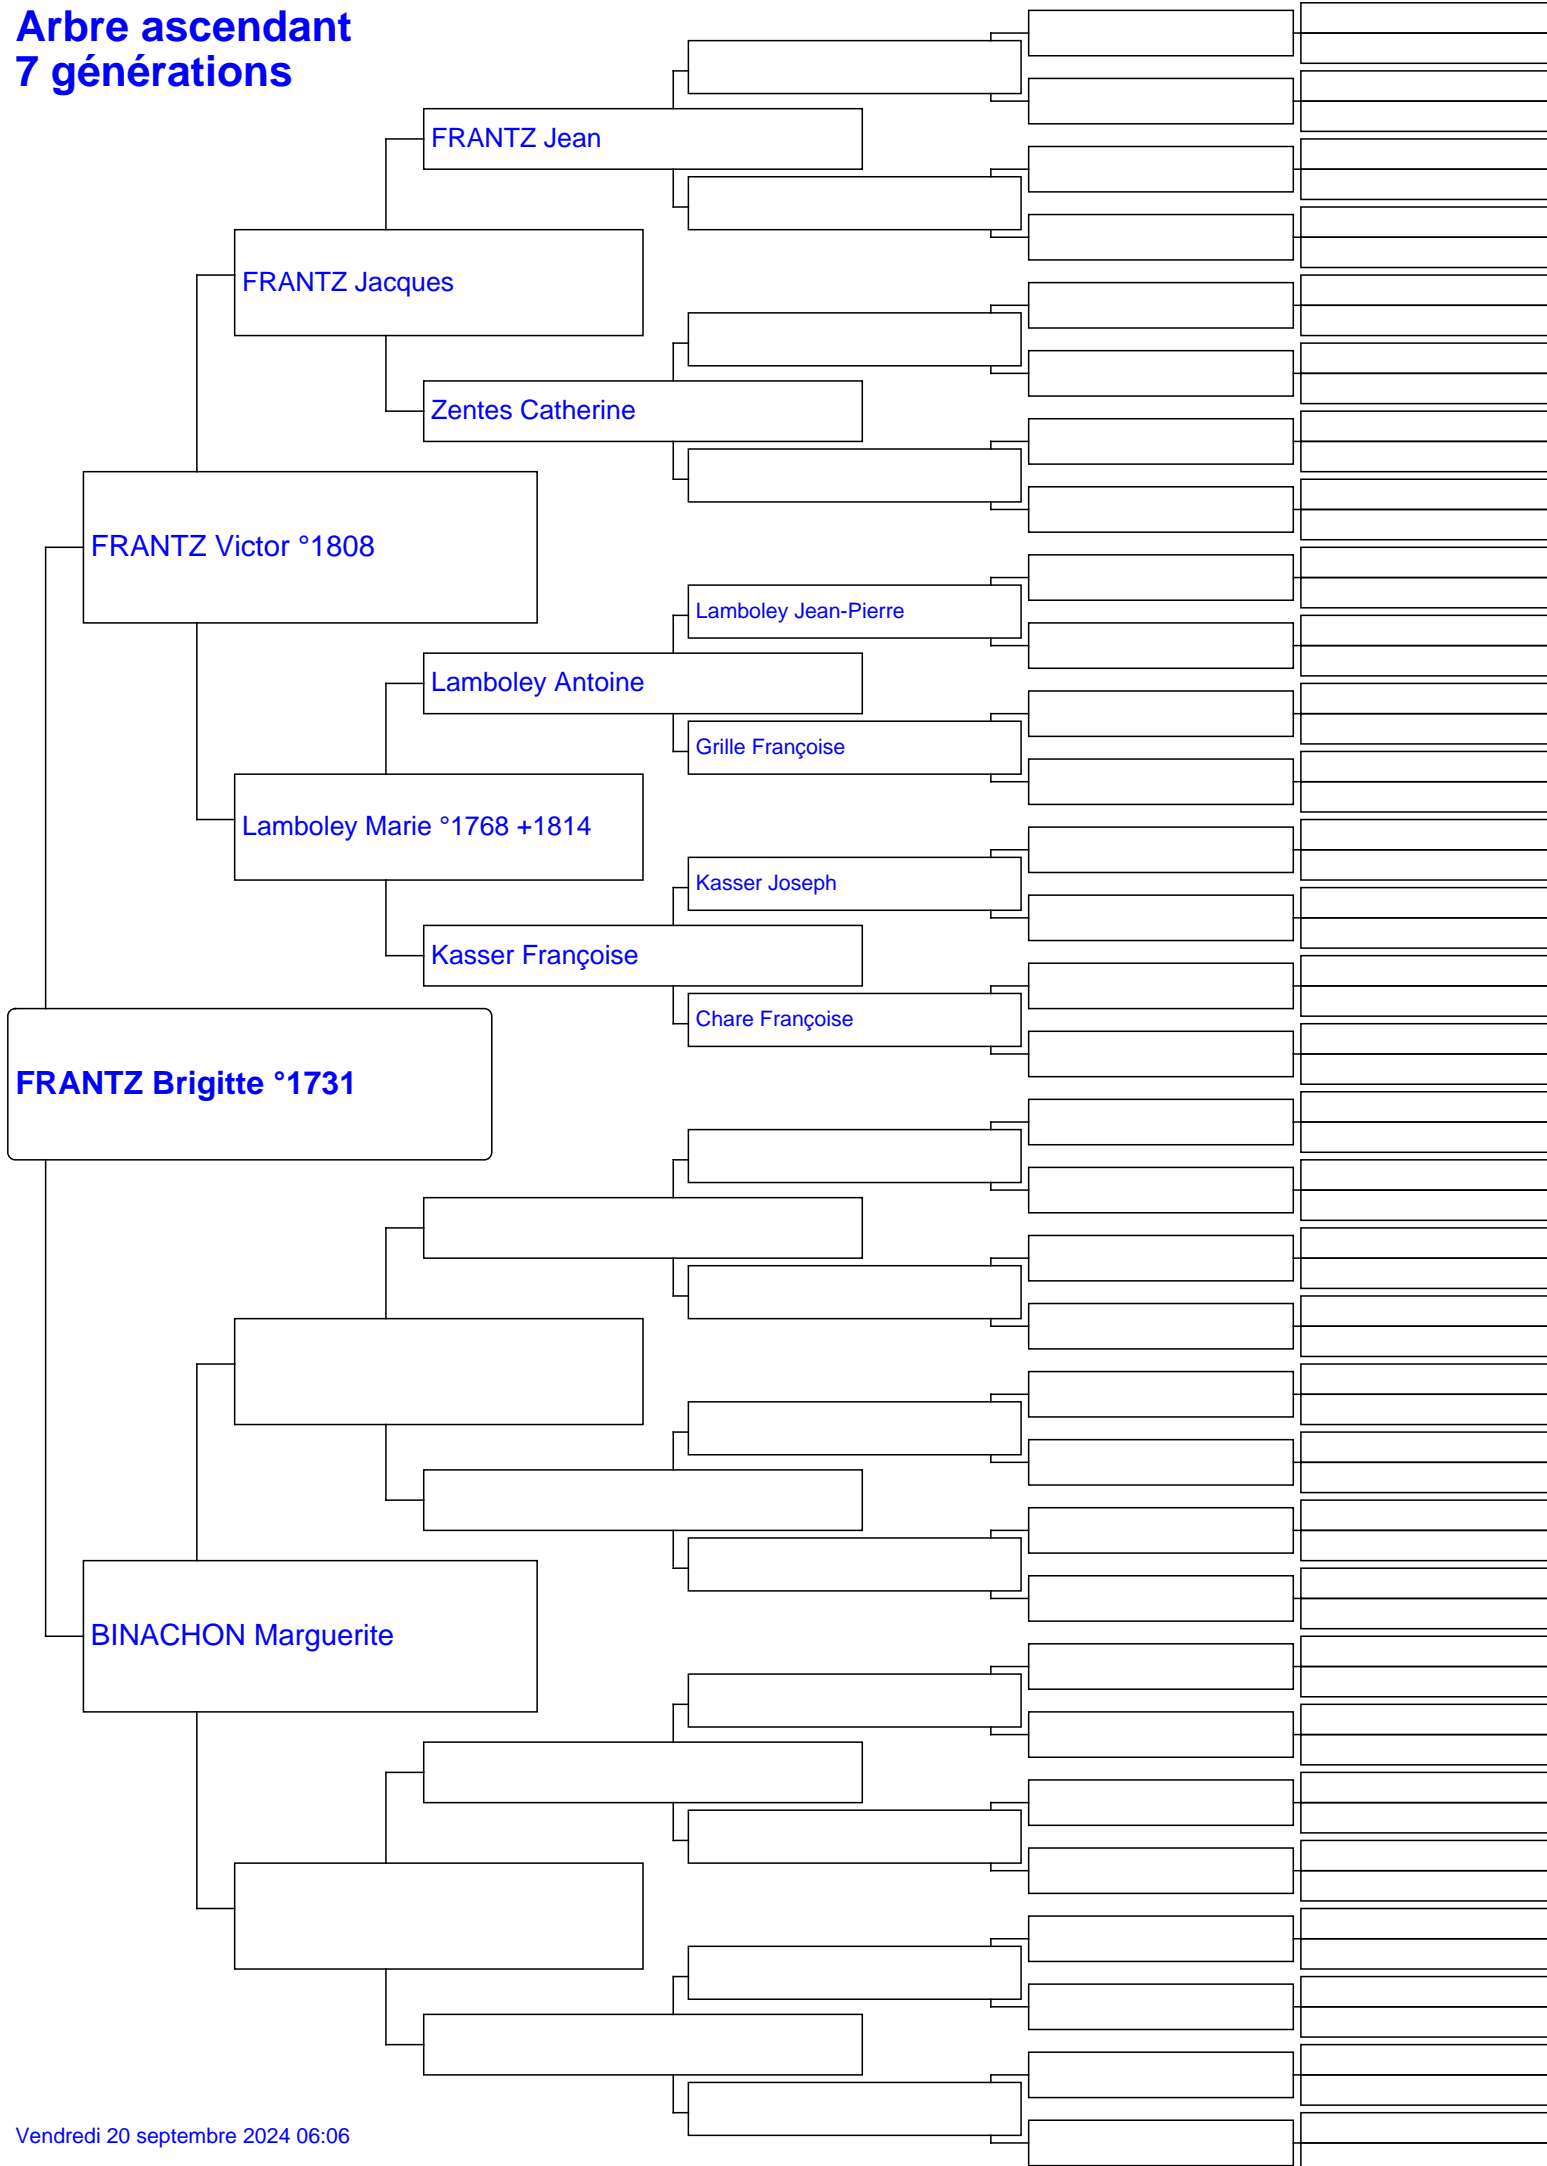 Arbre ascendant
7 générations
FRANTZ Jean
FRANTZ Jacques
Zentes Catherine
FRANTZ Victor °1808
Lamboley Jean-Pierre
Lamboley Antoine
Grille Françoise
Lamboley Marie °1768 +1814
Kasser Joseph
Kasser Françoise
Chare Françoise
FRANTZ Brigitte °1731
BINACHON Marguerite
Vendredi 20 septembre 2024 06:06